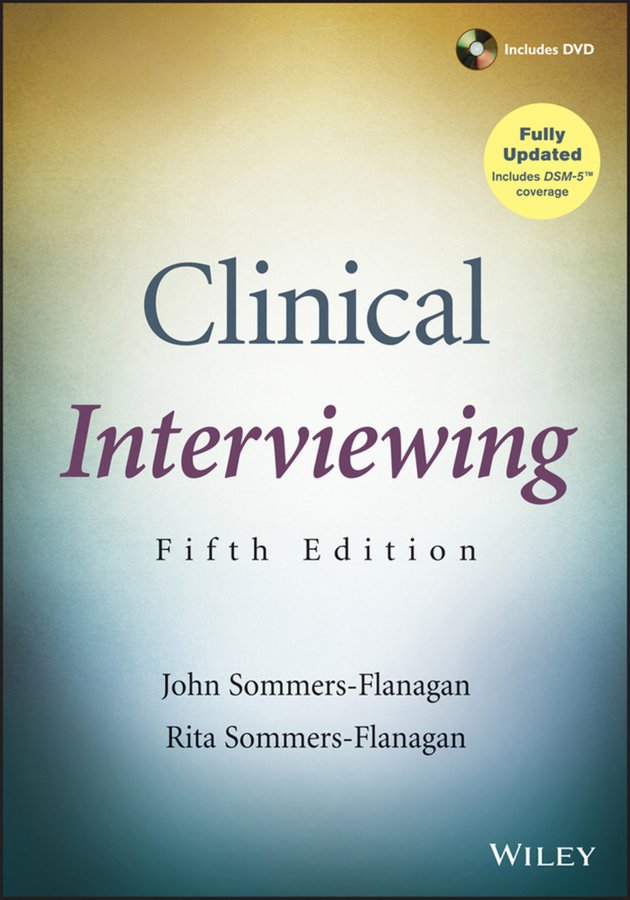 Includes DVD
Fully
Updated
Includes DSM-5™
coverage
Clinical
Interviewing
Fifth Edition
John Sommers-Flanagan
Rita Sommers-Flanagan
WILEY